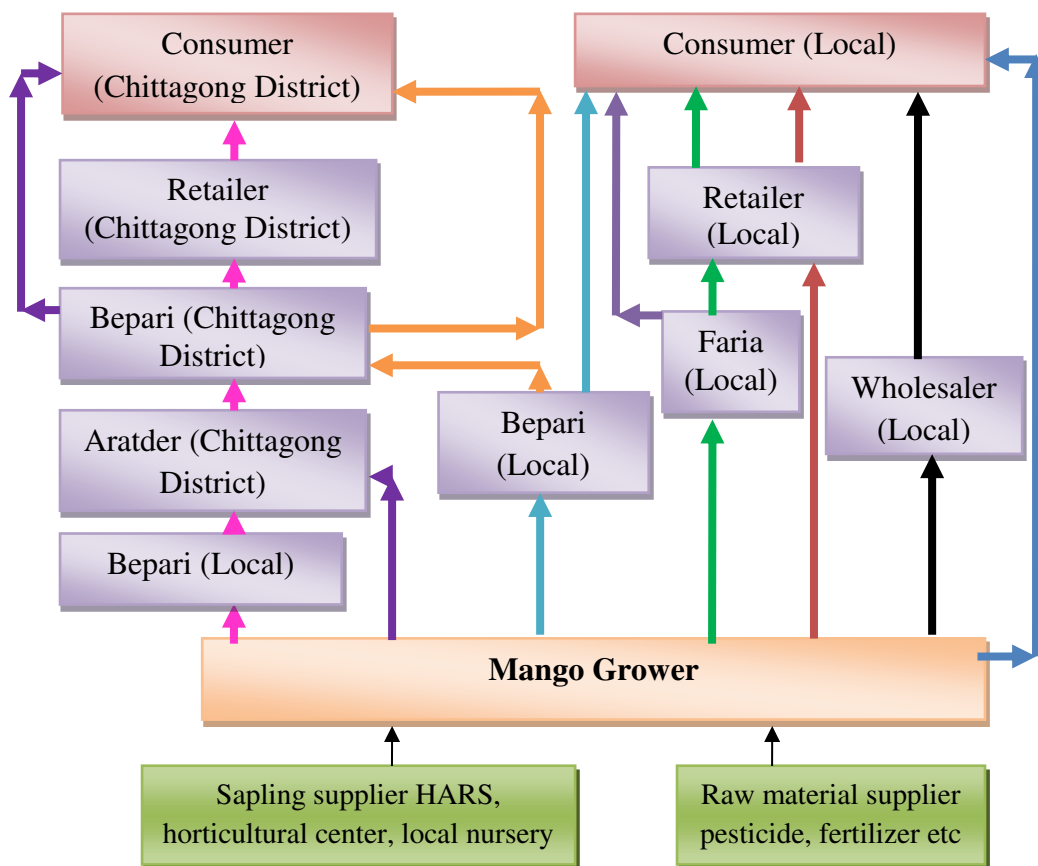 Consumer
(Chittagong District)
Consumer (Local)
Retailer
(Chittagong District)
Retailer
(Local)
Bepari (Chittagong
District)
Faria
(Local)
Wholesaler
(Local)
Bepari
(Local)
Aratder (Chittagong
District)
Bepari (Local)
Mango Grower
Sapling supplier HARS,
horticultural center, local nursery
Raw material supplier
pesticide, fertilizer etc